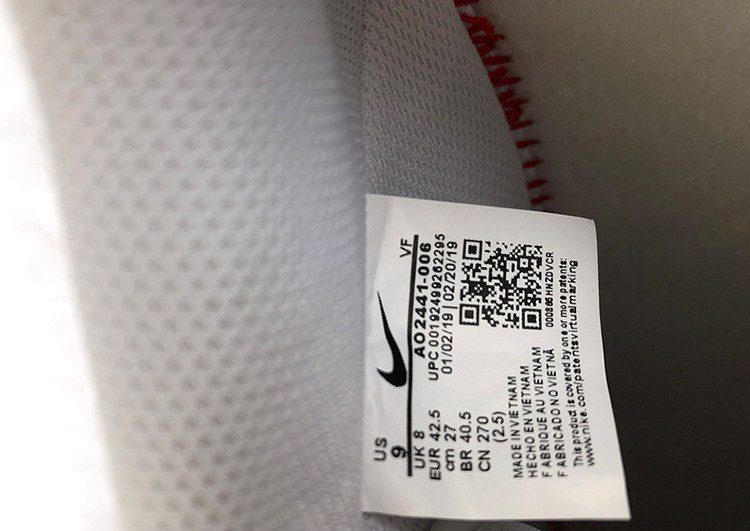 US VF
9
UK 8 AO2441-006
EUR 42.5 UPC 00192499262295
cm 27 01/02/19 | 02/20/19
BR 40.5
CN 270
(2.5)
MADE IN VIETNAM
HECHO EN VIETNAM
FABRIQUE AU VIETNAM
FABRICADO NO VIETNÃ
This product is covered by one or more patents:
www.nike.com/patentsvirtualmarking